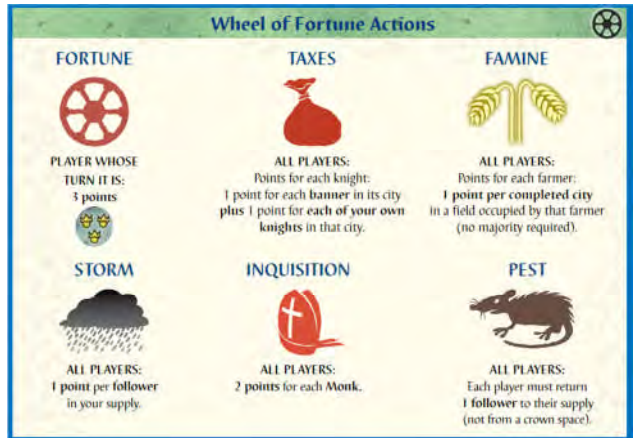 Wheel of Fortune Actions
FORTUNE
PLAYER WHOSE
TURN IT IS:
3 points
TAXES
ALL PLAYERS:
Points for each knight:
1 point for each banner in its city
plus 1 point for each of your own
knights in that city.
FAMINE
ALL PLAYERS:
Points for each farmer:
1 point per completed city
in a field occupied by that farmer
(no majority required).
STORM
ALL PLAYERS:
1 point per follower
in your supply.
INQUISITION
ALL PLAYERS:
2 points for each Monk.
PEST
ALL PLAYERS:
Each player must return
1 follower to their supply
(not from a crown space).